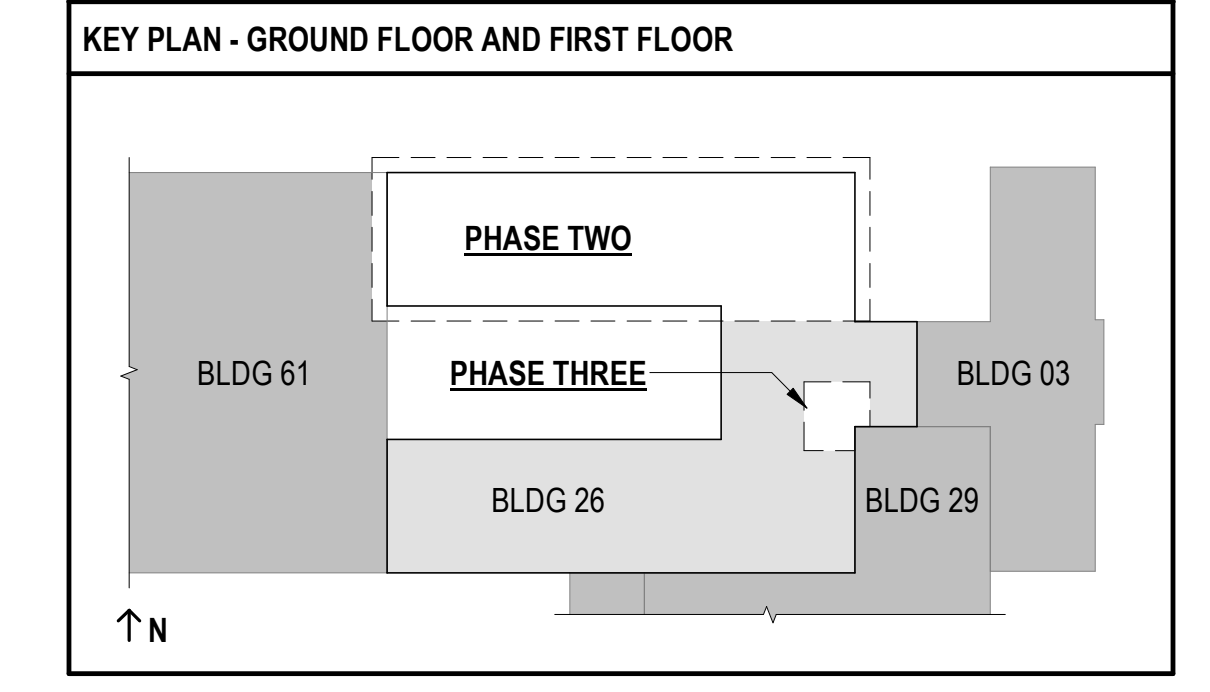 KEY PLAN - GROUND FLOOR AND FIRST FLOOR
PHASE TWO
BLDG 61
PHASE THREE
BLDG 03
BLDG 26
BLDG 29
N